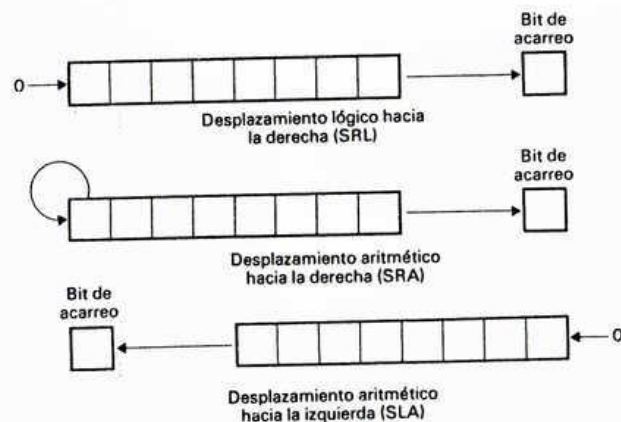 Bit de
acarreo
0
Desplazamiento lógico hacia
la derecha (SRL)
Bit de
acarreo
Desplazamiento aritmético
hacia la derecha (SRA)
Bit de
acarreo
0
Desplazamiento aritmético
hacia la izquierda (SLA)